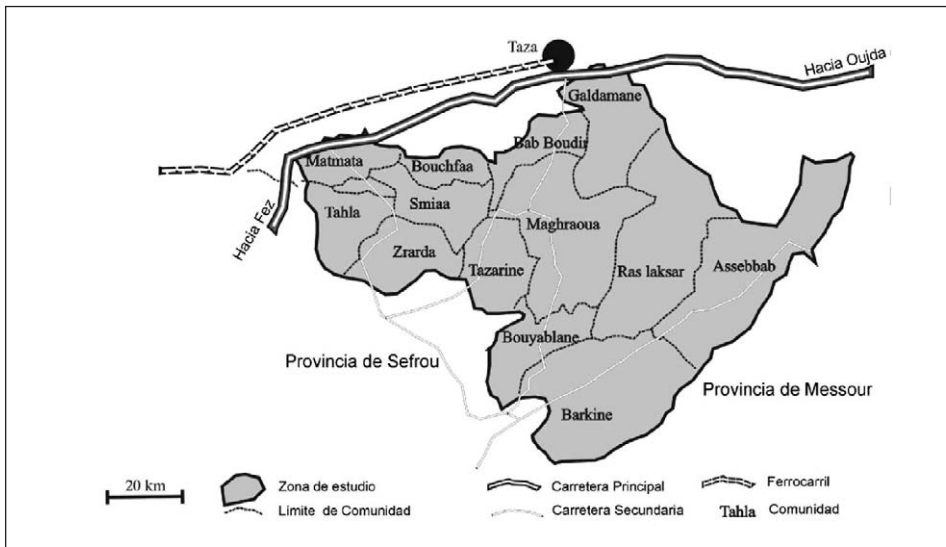 Taza
Hacia Oujda
Galdamane
Bab Boudir
Matmata
Bouchfaa
Tahla
Smiaa
Hacia Fez
Maghraoua
Zrarda
Tazarine
Ras laksar
Assebbab
Bouyablane
Provincia de Sefrou
Provincia de Messour
Barkine
20 km
Zona de estudio
Carretera Principal
Ferrocarril
Limite de Comunidad
Carretera Secundaria
Tahla Comunidad